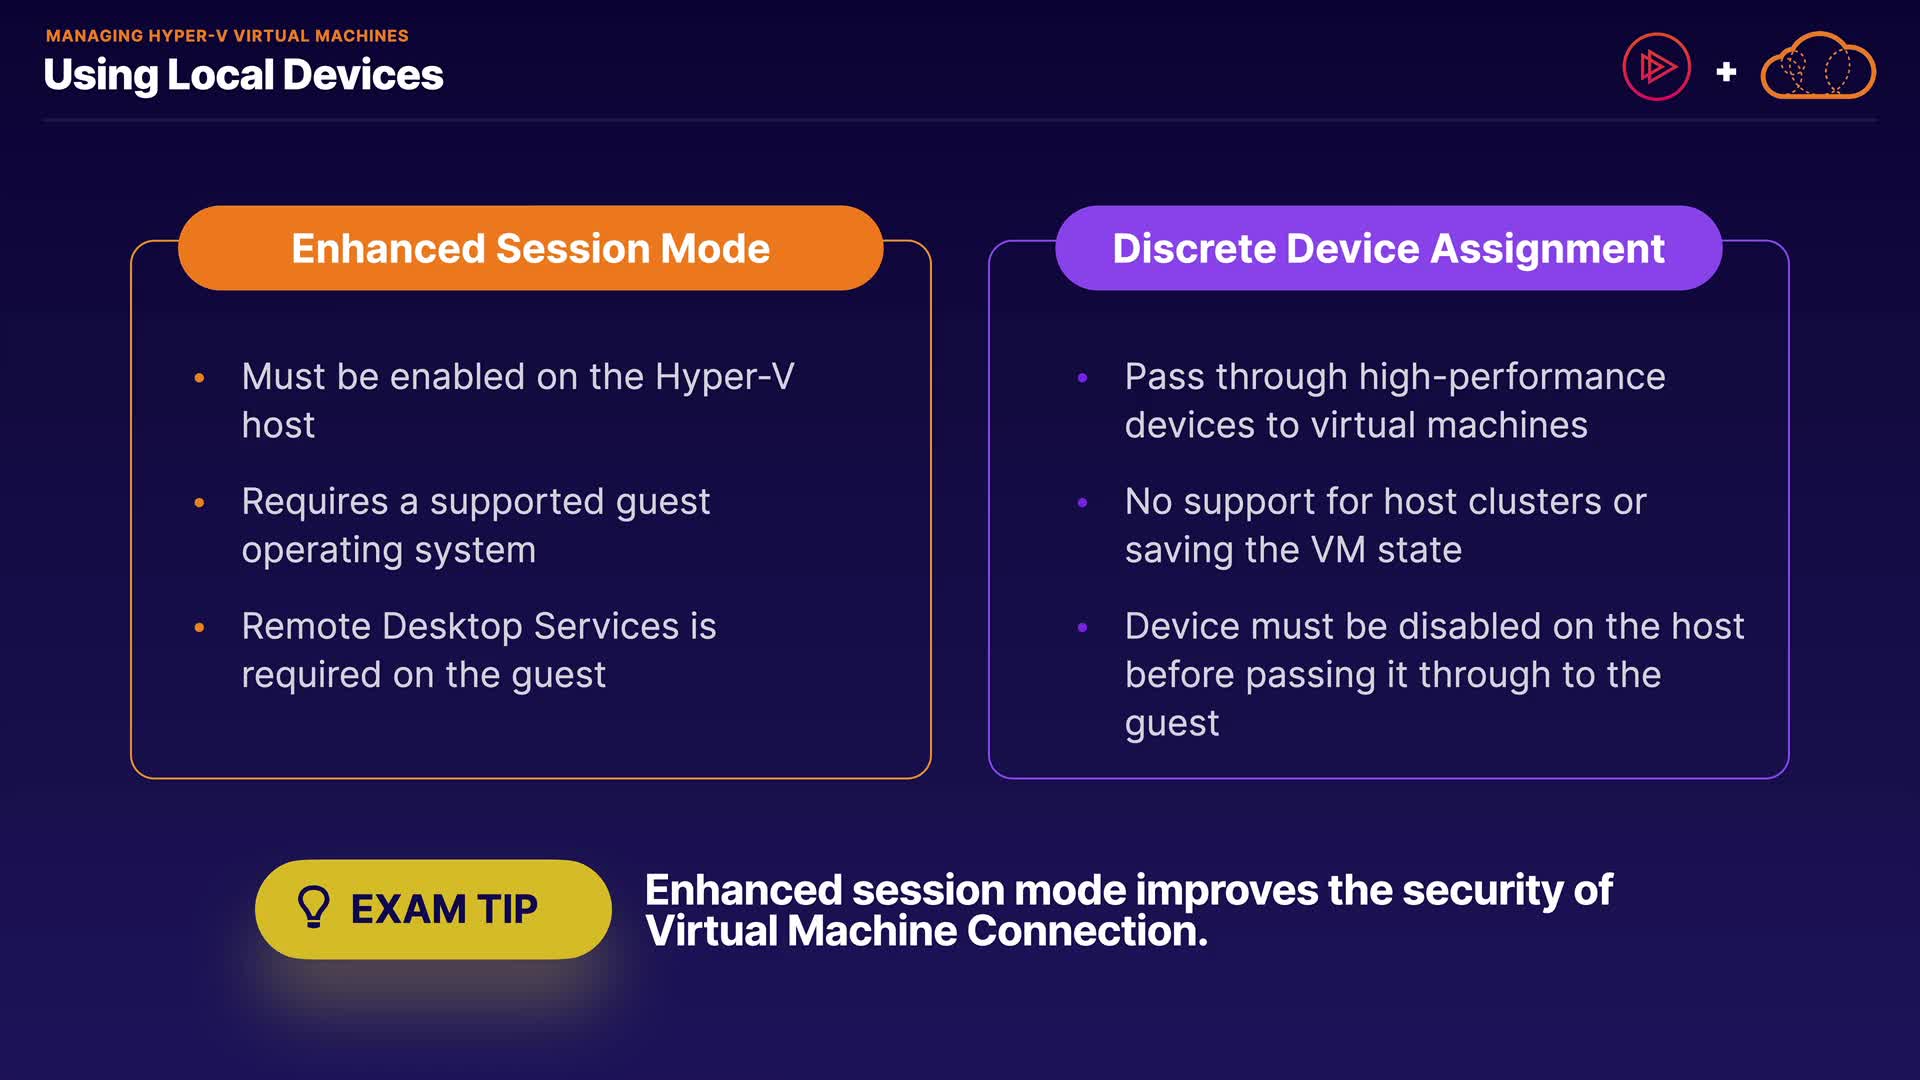 MANAGING HYPER-V VIRTUAL MACHINES
Using Local Devices
+
Enhanced Session Mode
• Must be enabled on the Hyper-V
host
• Requires a supported guest
operating system
• Remote Desktop Services is
required on the guest
Discrete Device Assignment
• Pass through high-performance
devices to virtual machines
• No support for host clusters or
saving the VM state
• Device must be disabled on the host
before passing it through to the
guest
EXAM TIP
Enhanced session mode improves the security of
Virtual Machine Connection.